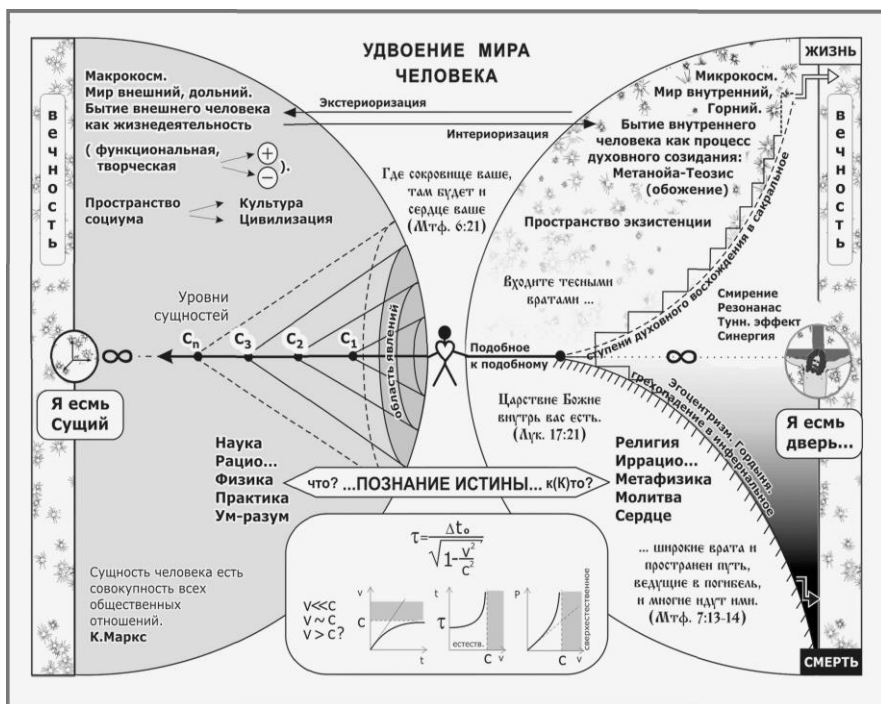 УДВОЕНИЕ МИРА
ЧЕЛОВЕКА
ЖИЗНЬ
вечность
Макрокосм.
Мир внешний, дольний.
Бытие внешнего человека
как жизнедеятельность
( функциональная,
творческая
+
−
).
Пространство
социума
Культура
Цивилизация
Экстериоризация
Интериоризация
Где сокровище ваше,
там будет и
сердце ваше
(Мтф. 6:21)
Микрокосм.
Мир внутренний,
Горний.
Бытие внутреннего
человека как процесс
духовного созидания:
Метанойа-Теозис
(обожение)
Пространство экзистенции
вечность
Входите тесными
вратами ...
ступени духовного восхождения в сакральное
Смирение
Резонанас
Тунн. эффект
Синергия
Уровни
сущностей
Cn
C3
C2
C1
область явлений
∞
Подобное
к подобному
∞
Я есмь
Сущий
Я есмь
дверь...
Эгоцентризм. Гордыня.
грехопадение в инфернальное
Царствие Божие
внутрь вас есть.
(Лук. 17:21)
Наука
Рацио...
Физика
Практика
Ум-разум
Религия
Иррацио...
Метафизика
Молитва
Сердце
что? ...ПОЗНАНИЕ ИСТИНЫ... к(К)то?
τ=Δt₀/√(1-v²/c²)
V≪C
V~C
V>C?
v
C
t
t
τ
естеств.
C
v
P
C
v
сверхестественное
... широкие врата и
пространен путь,
ведущие в погибель,
и многие идут ими.
(Мтф. 7:13-14)
Сущность человека есть
совокупность всех
общественных
отношений.
К.Маркс
СМЕРТЬ